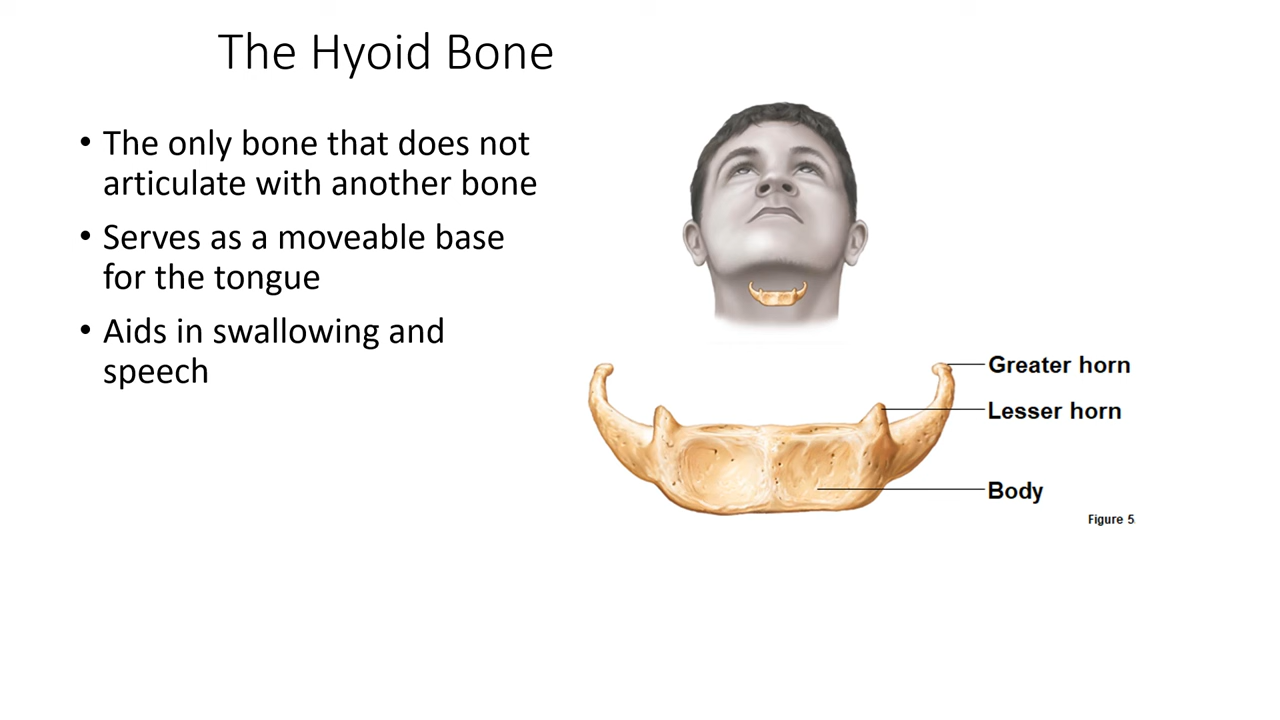 The Hyoid Bone
• The only bone that does not
articulate with another bone
• Serves as a moveable base
for the tongue
• Aids in swallowing and
speech
Greater horn
Lesser horn
Body
Figure 5